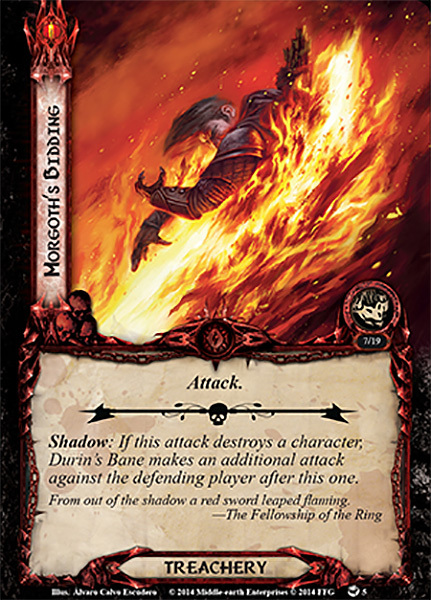 MORGOTH'S BIDDING
7/19
Attack.
Shadow: If this attack destroys a character,
Durin's Bane makes an additional attack
against the defending player after this one.
From out of the shadow a red sword leaped flaming.
—The Fellowship of the Ring
TREACHERY
Illus. Álvaro Calvo Escudero © 2014 Middle-earth Enterprises © 2014 FFG 5